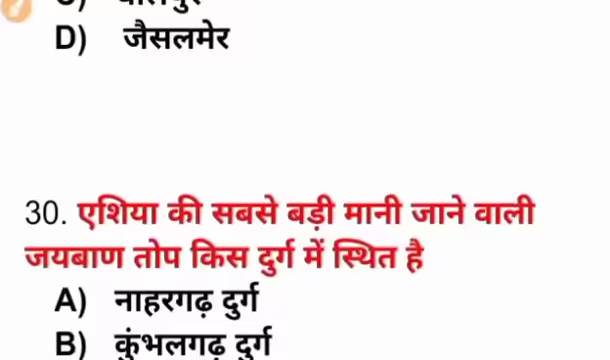 D) जैसलमेर
30. एशिया की सबसे बड़ी मानी जाने वाली
जयबाण तोप किस दुर्ग में स्थित है
A) नाहरगढ़ दुर्ग
B) कुंभलगढ़ दुर्ग